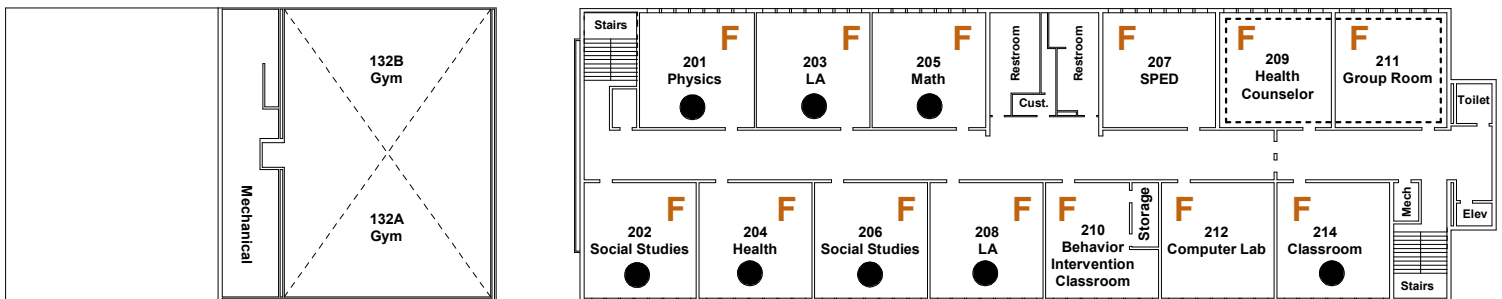 132B
Gym
Mechanical
132A
Gym
Stairs
F
201
Physics
F
203
LA
F
205
Math
Restroom
Restroom
Cust.
F
207
SPED
F
209
Health
Counselor
F
211
Group Room
Toilet
F
202
Social Studies
F
204
Health
F
206
Social Studies
F
208
LA
F
210
Behavior
Intervention
Classroom
Storage
F
212
Computer Lab
F
214
Classroom
Mech
Elev
Stairs